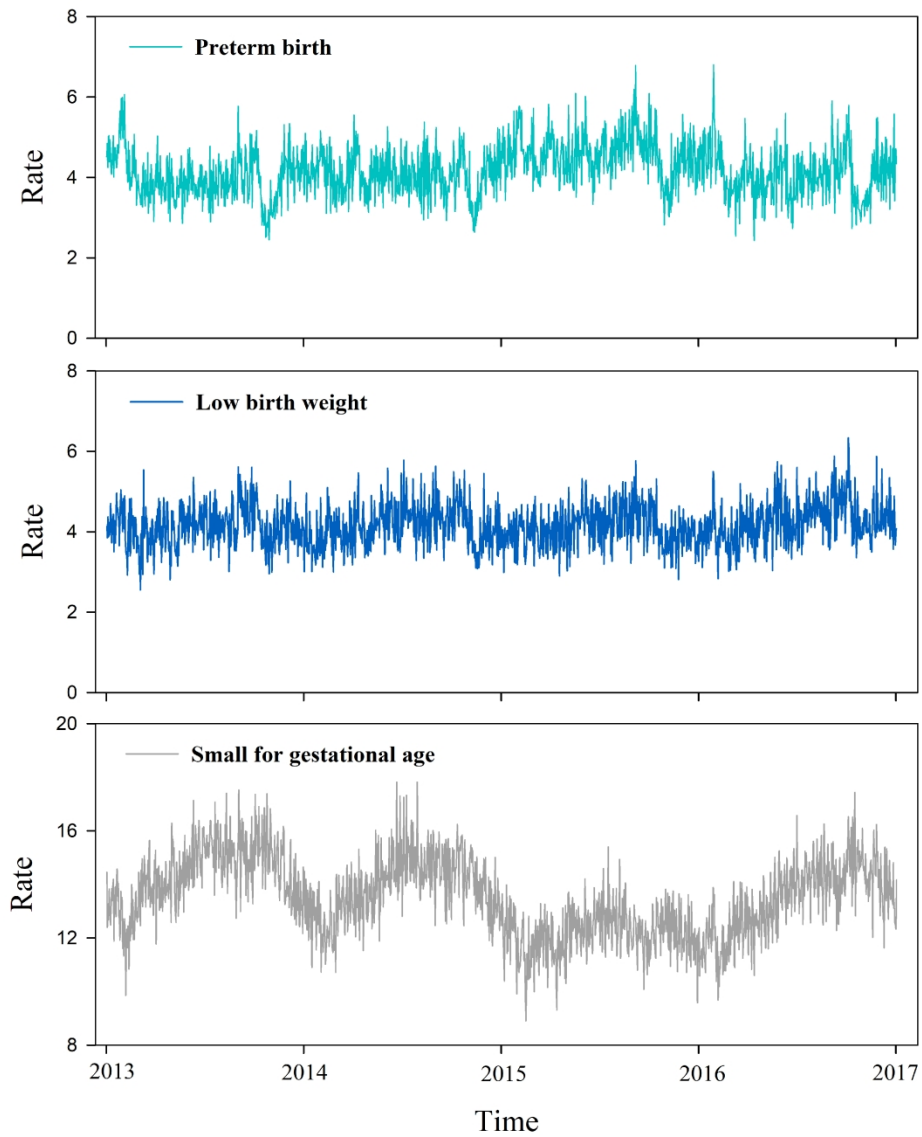 8
Preterm birth
6
Rate
4
2
0
8
Low birth weight
6
Rate
4
2
0
20
Small for gestational age
16
Rate
12
8
2013 2014 2015 2016 2017
Time